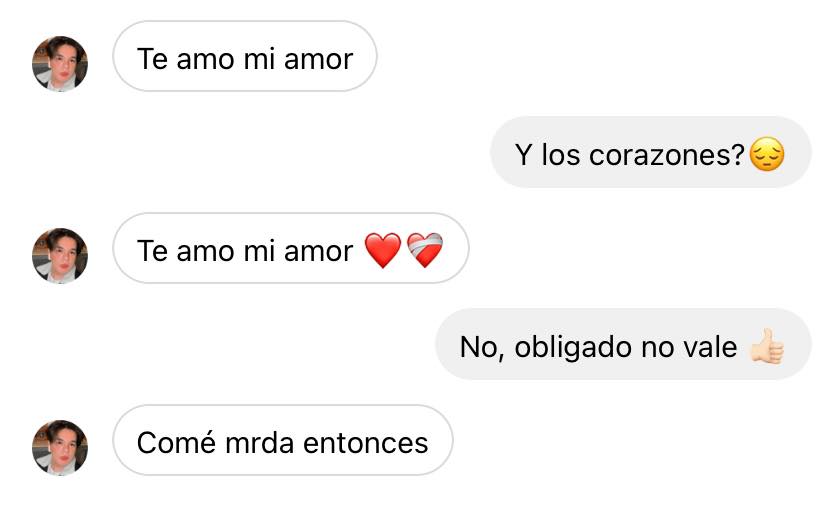 Te amo mi amor
Y los corazones?😔
Te amo mi amor ❤️❤️‍🩹
No, obligado no vale 👍🏻
Comé mrda entonces